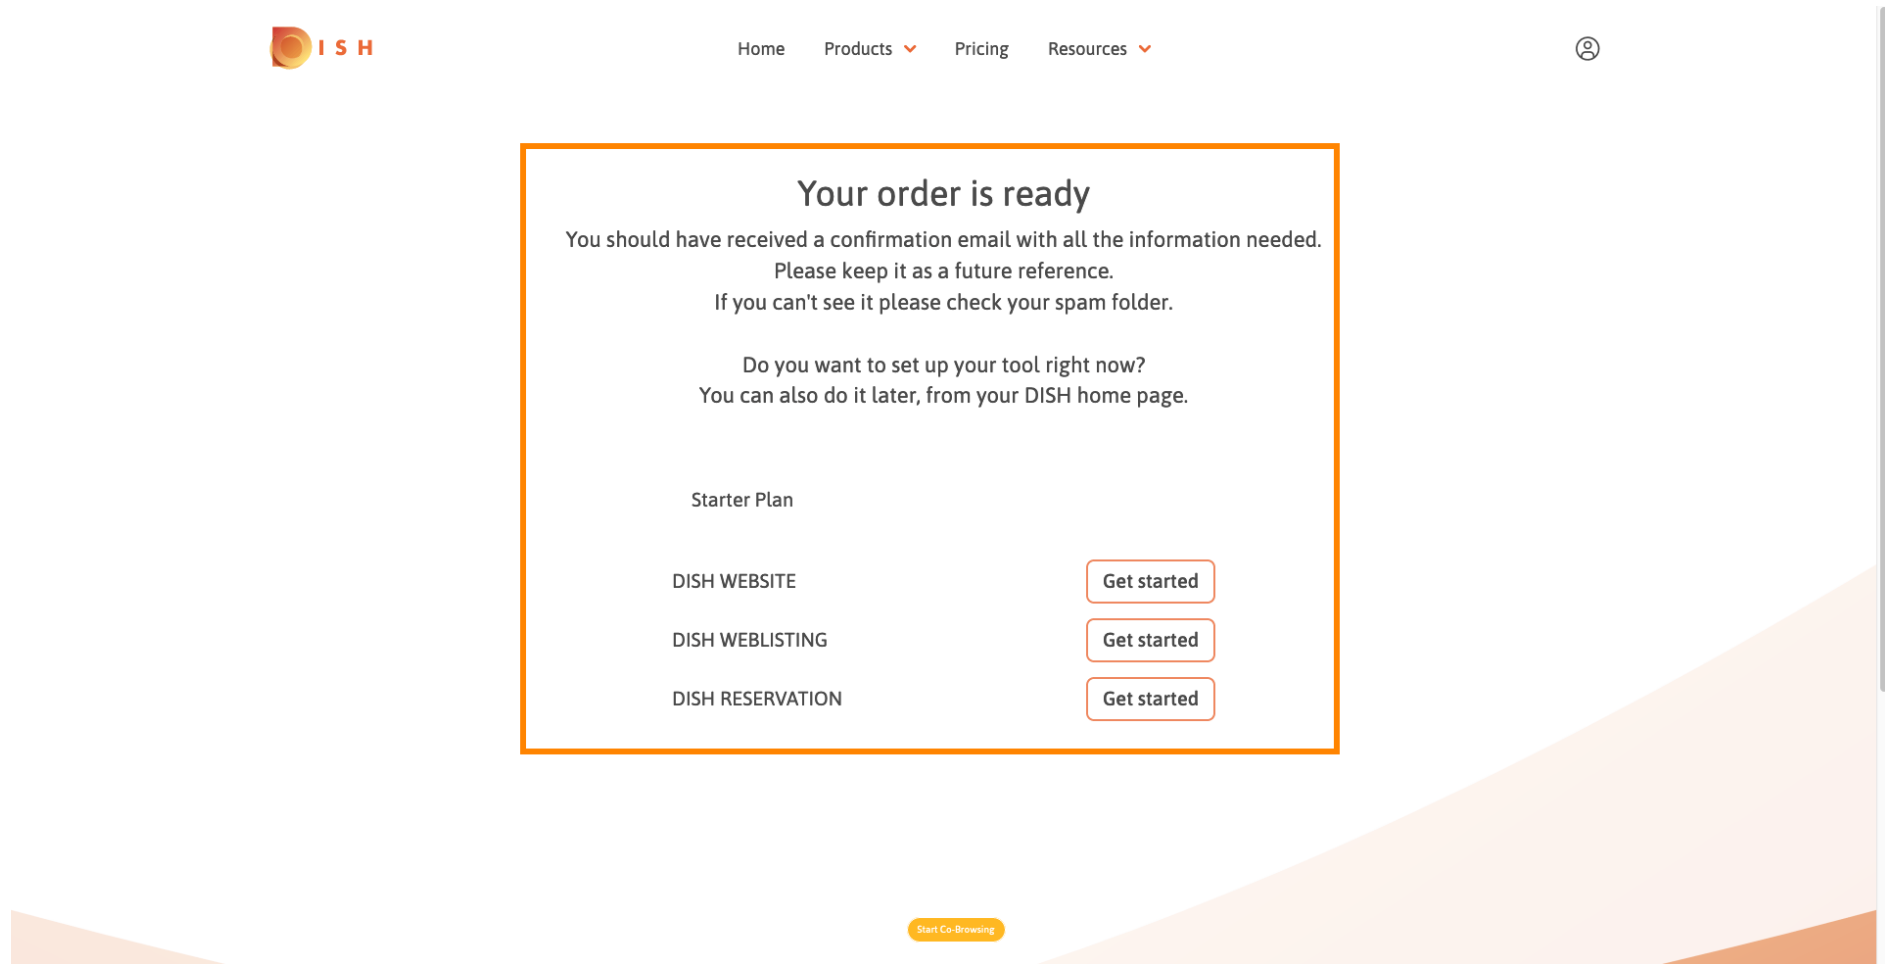 DISH
Home Products Pricing Resources
Your order is ready
You should have received a confirmation email with all the information needed.
Please keep it as a future reference.
If you can't see it please check your spam folder.
Do you want to set up your tool right now?
You can also do it later, from your DISH home page.
Starter Plan
DISH WEBSITE Get started
DISH WEBLISTING Get started
DISH RESERVATION Get started
Start Co-Browsing